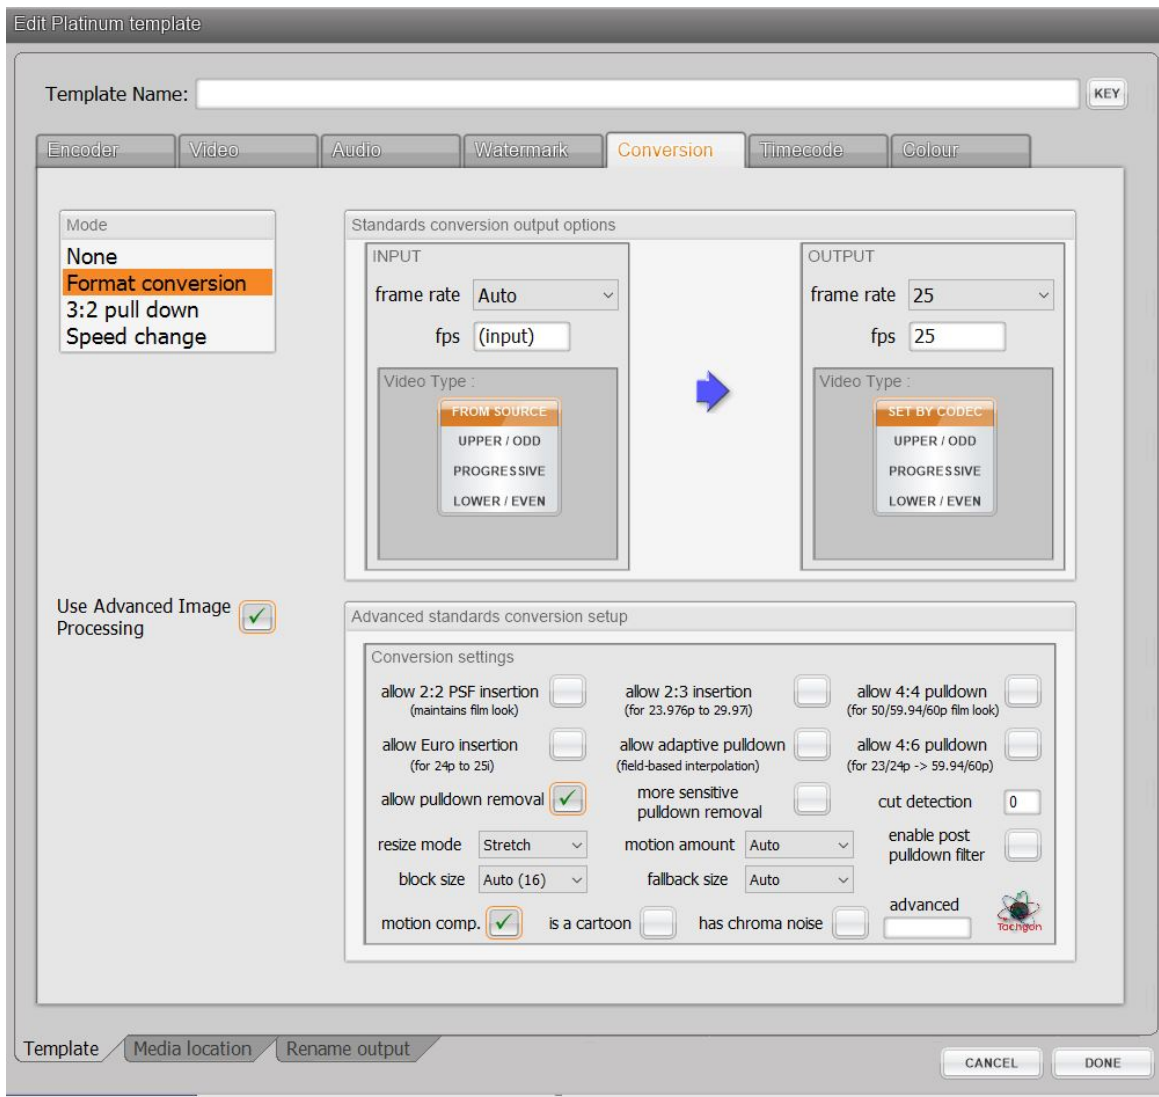 Edit Platinum template
Template Name:
KEY
Encoder
Video
Audio
Watermark
Conversion
Timecode
Colour
Mode
None
Format conversion
3:2 pull down
Speed change
Standards conversion output options
INPUT
frame rate Auto
fps (input)
Video Type :
FROM SOURCE
UPPER / ODD
PROGRESSIVE
LOWER / EVEN
OUTPUT
frame rate 25
fps 25
Video Type :
SET BY CODEC
UPPER / ODD
PROGRESSIVE
LOWER / EVEN
Use Advanced Image
Processing
Advanced standards conversion setup
Conversion settings
allow 2:2 PSF insertion
(maintains film look)
allow 2:3 insertion
(for 23.976p to 29.97i)
allow 4:4 pulldown
(for 50/59.94/60p film look)
allow Euro insertion
(for 24p to 25i)
allow adaptive pulldown
(field-based interpolation)
allow 4:6 pulldown
(for 23/24p -> 59.94/60p)
allow pulldown removal
more sensitive
pulldown removal
cut detection 0
resize mode Stretch
motion amount Auto
enable post
pulldown filter
block size Auto (16)
fallback size Auto
motion comp.
is a cartoon
has chroma noise
advanced
Tachyon
Template
Media location
Rename output
CANCEL
DONE